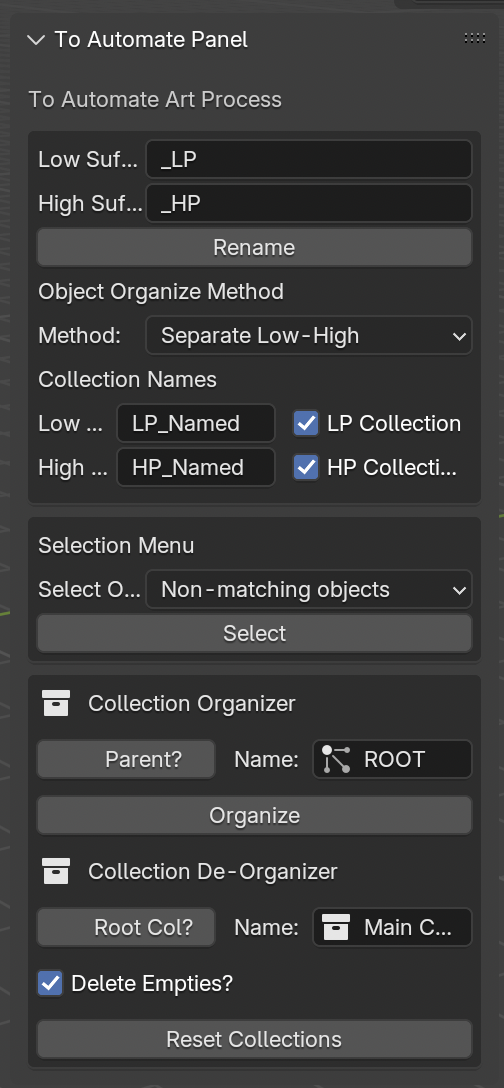 To Automate Panel
To Automate Art Process
Low Suf... _LP
High Suf... _HP
Rename
Object Organize Method
Method: Separate Low-High
Collection Names
Low ... LP_Named LP Collection
High ... HP_Named HP Collecti...
Selection Menu
Select O... Non-matching objects
Select
Collection Organizer
Parent? Name: ROOT
Organize
Collection De-Organizer
Root Col? Name: Main C...
Delete Empties?
Reset Collections